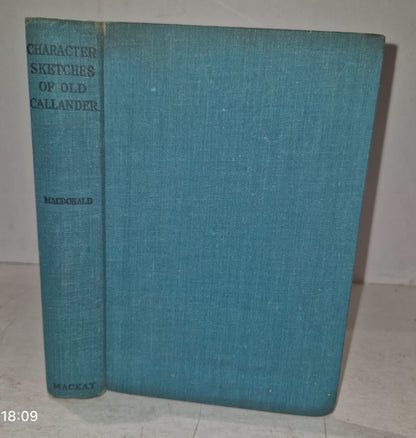 CHARACTER
SKETCHES
OF OLD
CALLANDER
MACDONALD
MACKAY
18:09